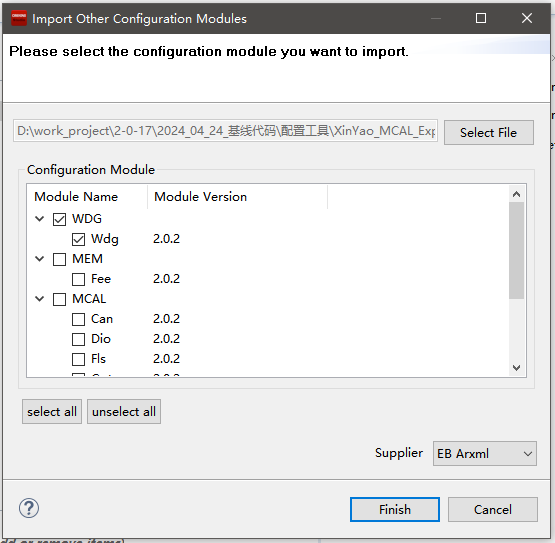 Import Other Configuration Modules
Please select the configuration module you want to import.
D:\work_project\2-0-17\2024_04_24_基线代码\配置工具\XinYao_MCAL_Exp
Select File
Configuration Module
Module Name Module Version
WDG
Wdg 2.0.2
MEM
Fee 2.0.2
MCAL
Can 2.0.2
Dio 2.0.2
Fls 2.0.2
select all unselect all
Supplier EB Arxml
Finish Cancel
add or remove items)